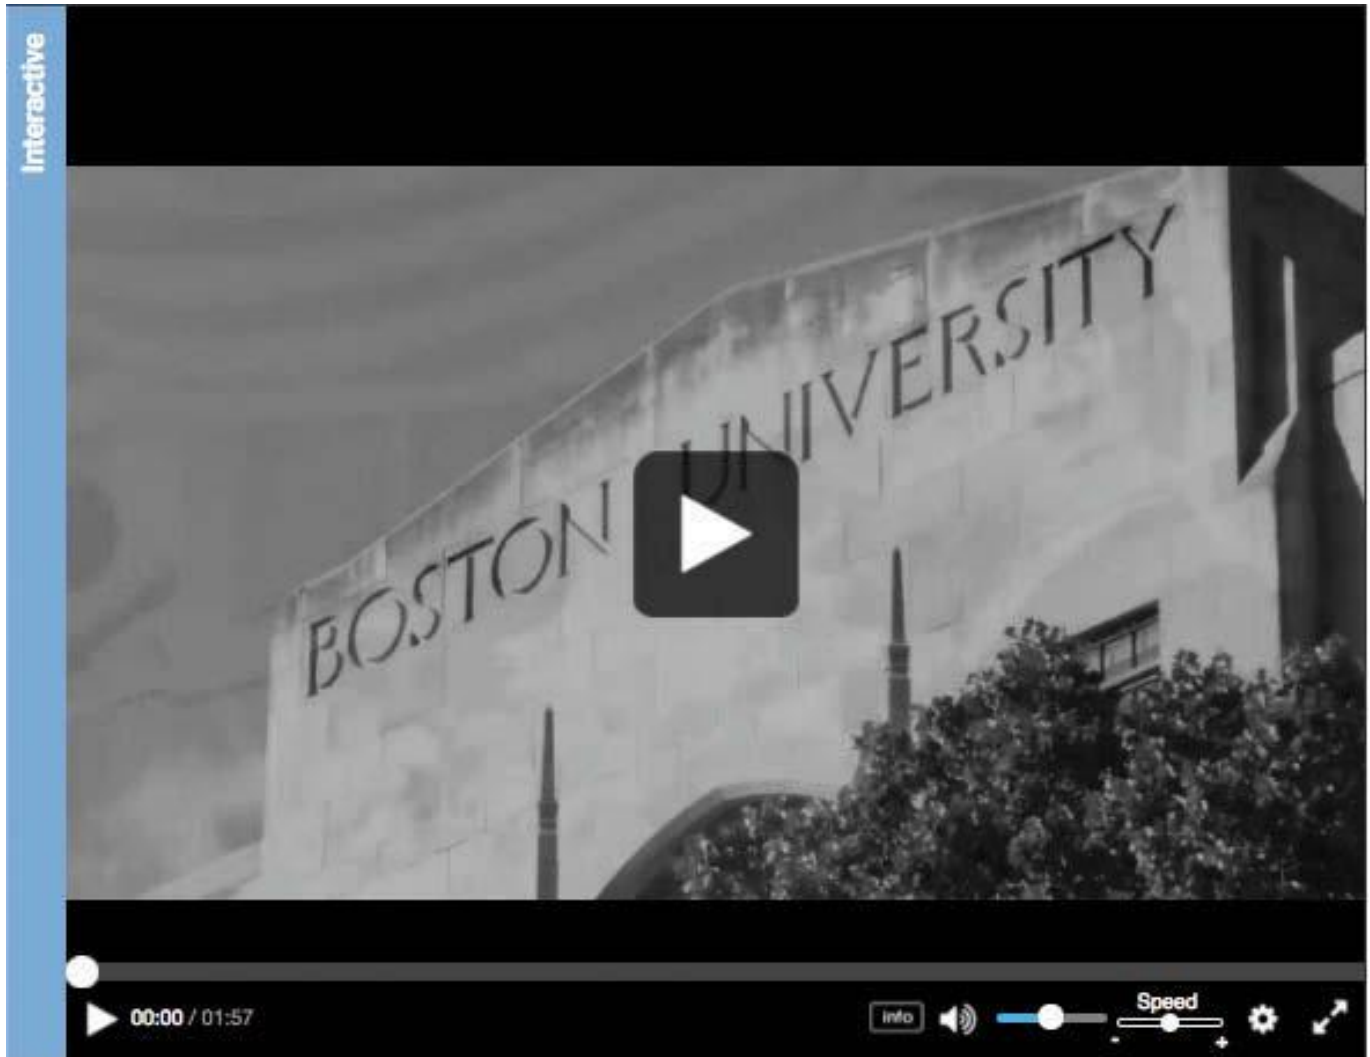 Interactive
BOSTON UNIVERSITY
00:00 / 01:57
info
Speed
- +